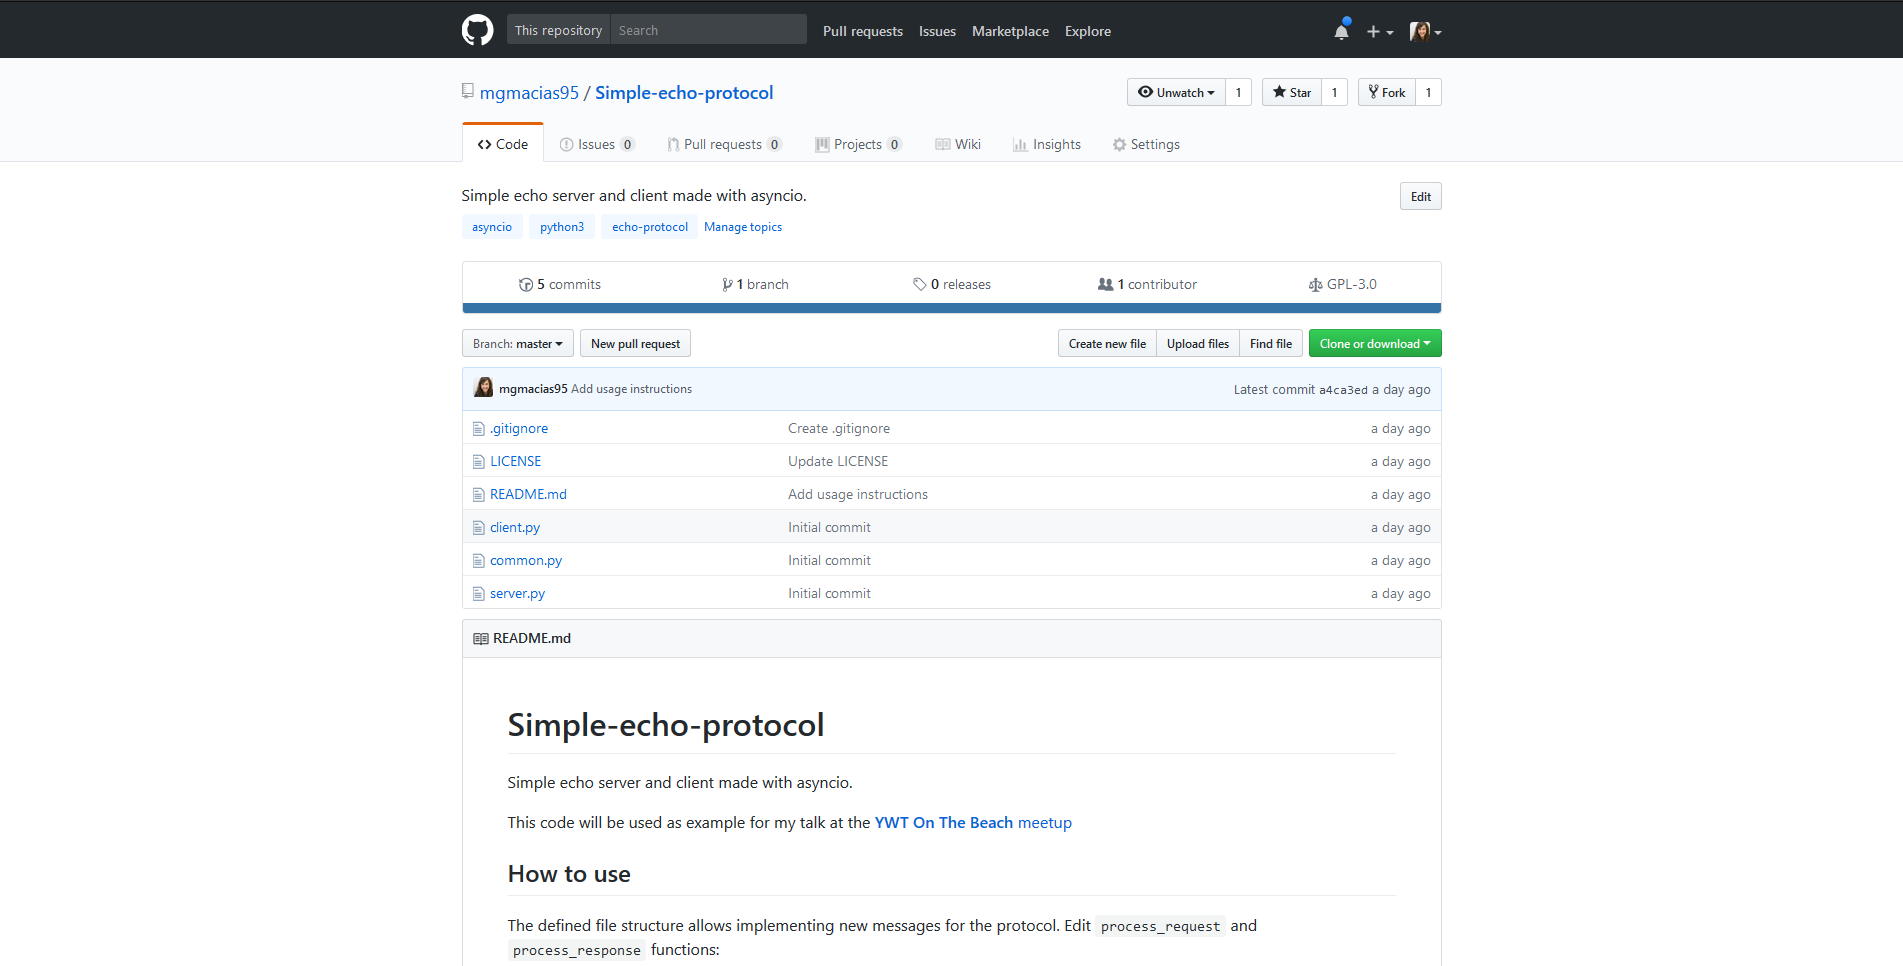 This repository Search Pull requests Issues Marketplace Explore
mgmacias95 / Simple-echo-protocol Unwatch 1 Star 1 Fork 1
Code Issues 0 Pull requests 0 Projects 0 Wiki Insights Settings
Simple echo server and client made with asyncio. Edit
asyncio python3 echo-protocol Manage topics
5 commits 1 branch 0 releases 1 contributor GPL-3.0
Branch: master New pull request Create new file Upload files Find file Clone or download
mgmacias95 Add usage instructions Latest commit a4ca3ed a day ago
.gitignore Create .gitignore a day ago
LICENSE Update LICENSE a day ago
README.md Add usage instructions a day ago
client.py Initial commit a day ago
common.py Initial commit a day ago
server.py Initial commit a day ago
README.md
Simple-echo-protocol
Simple echo server and client made with asyncio.
This code will be used as example for my talk at the YWT On The Beach meetup
How to use
The defined file structure allows implementing new messages for the protocol. Edit process_request and
process_response functions: